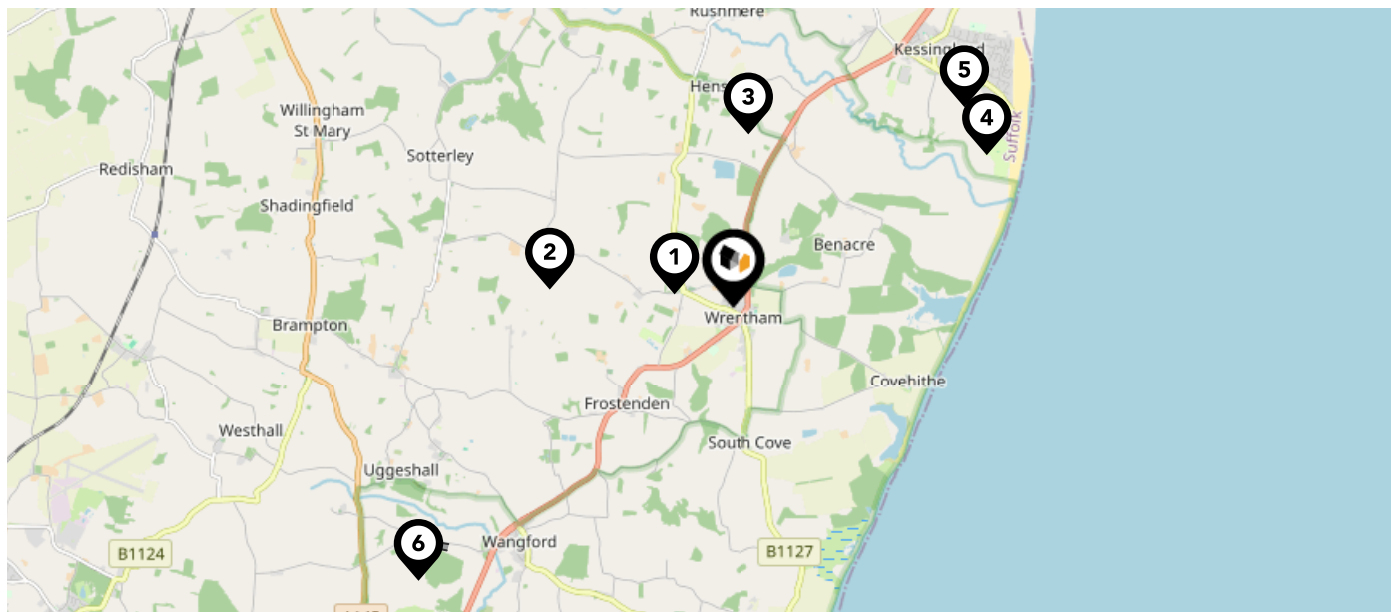 Rushmere
Kessingland
5
Hens
3
4
Willingham
St Mary
Suffolk
Sotterley
Redisham
Shadingfield
2
1
Benacre
Wrentham
Brampton
Covehithe
Frostenden
Westhall
South Cove
Uggeshall
6
Wangford
B1124
B1127